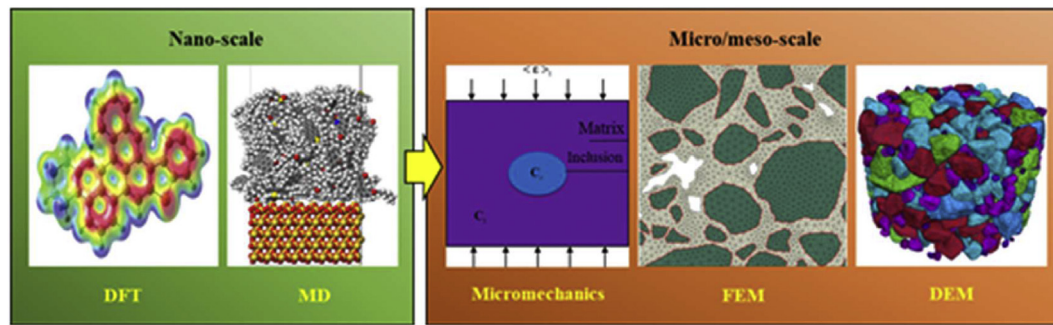 Nano-scale
DFT
MD
Micro/meso-scale
< ε >
Matrix
Inclusion
C
C
Micromechanics
FEM
DEM